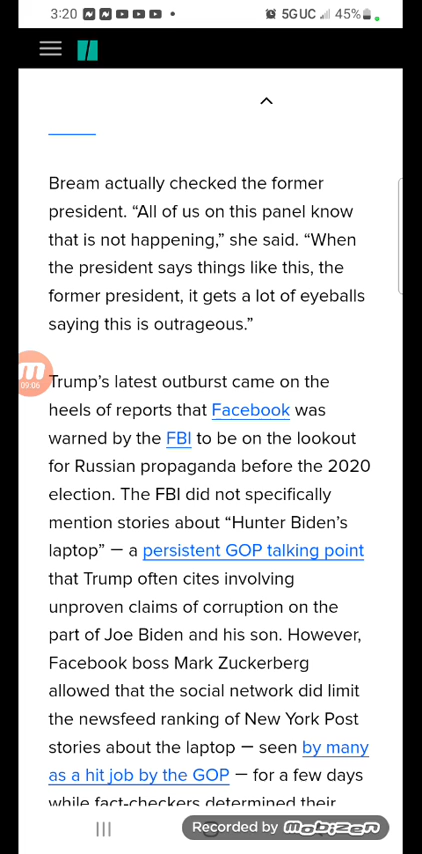 3:20
5GUC
45%
Bream actually checked the former
president. “All of us on this panel know
that is not happening,” she said. “When
the president says things like this, the
former president, it gets a lot of eyeballs
saying this is outrageous.”
09:06
Trump’s latest outburst came on the
heels of reports that Facebook was
warned by the FBI to be on the lookout
for Russian propaganda before the 2020
election. The FBI did not specifically
mention stories about “Hunter Biden’s
laptop” — a persistent GOP talking point
that Trump often cites involving
unproven claims of corruption on the
part of Joe Biden and his son. However,
Facebook boss Mark Zuckerberg
allowed that the social network did limit
the newsfeed ranking of New York Post
stories about the laptop — seen by many
as a hit job by the GOP — for a few days
while fact-checkers determined their
Recorded by mobizen